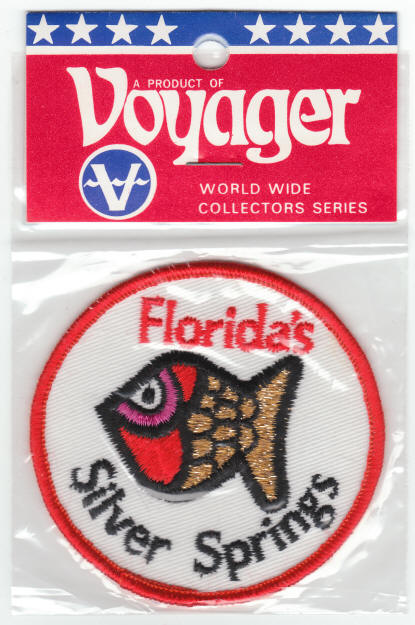 A PRODUCT OF
Voyager
V
WORLD WIDE
COLLECTORS SERIES
Florida's
Silver Springs